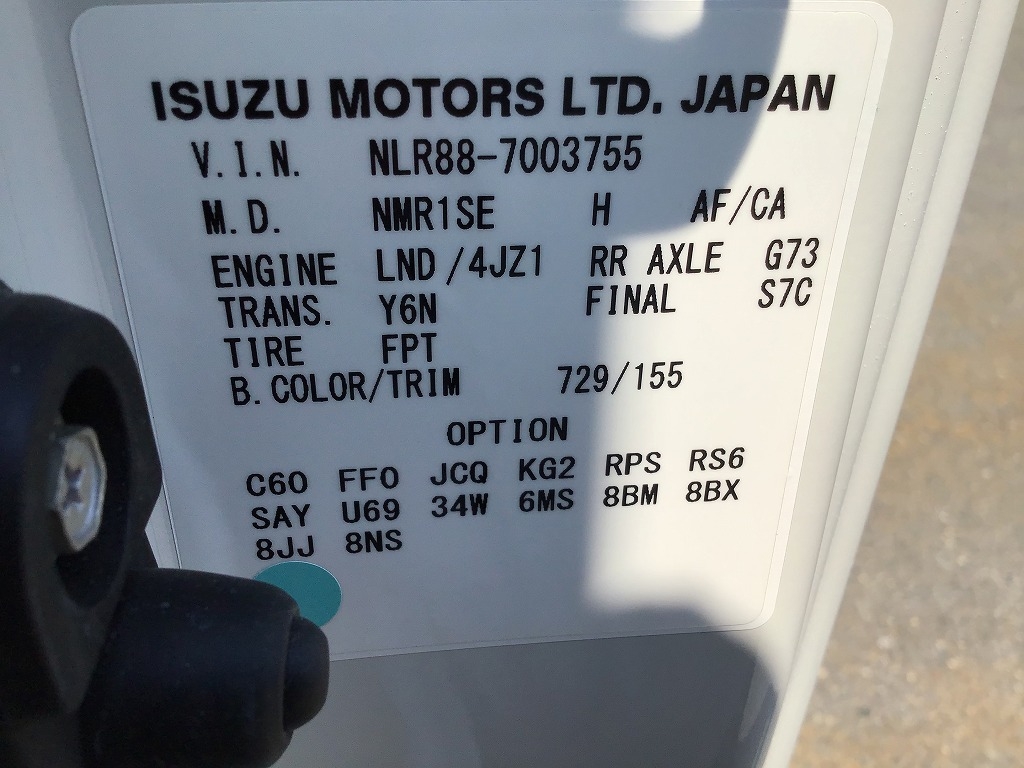 ISUZU MOTORS LTD. JAPAN
V.I.N. NLR88-7003755
M.D. NMR1SE H AF/CA
ENGINE LND/4JZ1 RR AXLE G73
TRANS. Y6N FINAL S7C
TIRE FPT
B.COLOR/TRIM 729/155
OPTION
C60 FF0 JCQ KG2 RPS RS6
SAY U69 34W 6MS 8BM 8BX
8JJ 8NS